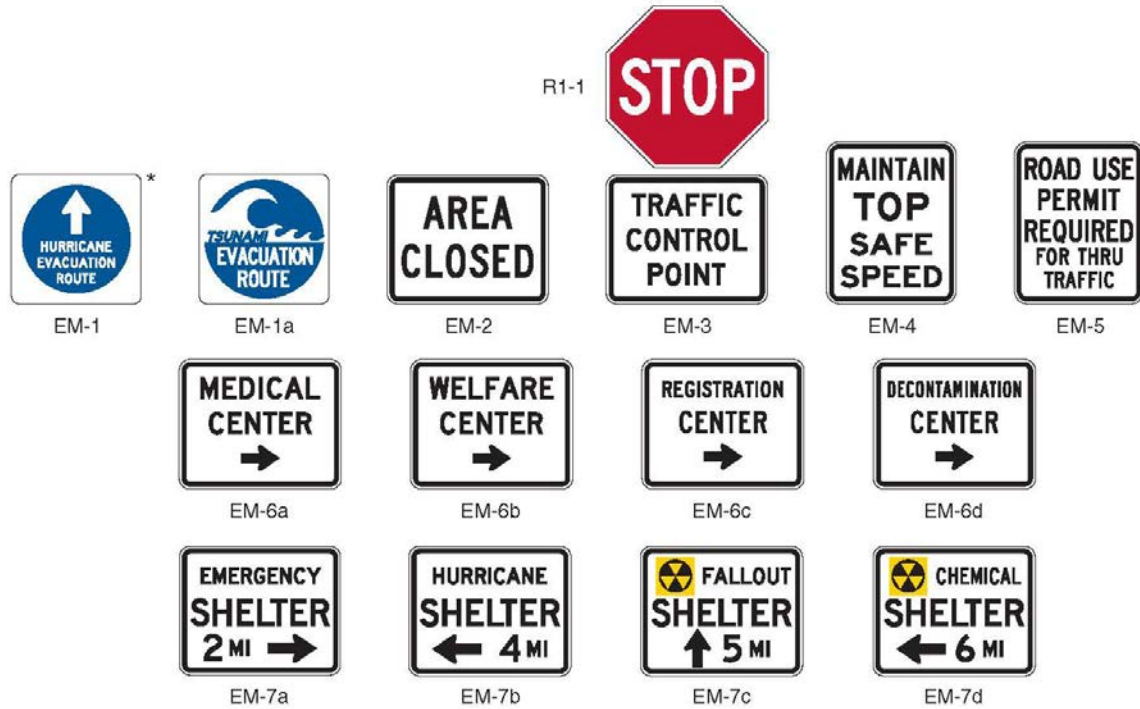 R1-1
STOP
*
HURRICANE
EVACUATION
ROUTE
EM-1
TSUNAMI
EVACUATION
ROUTE
EM-1a
AREA
CLOSED
EM-2
TRAFFIC
CONTROL
POINT
EM-3
MAINTAIN
TOP
SAFE
SPEED
EM-4
ROAD USE
PERMIT
REQUIRED
FOR THRU
TRAFFIC
EM-5
MEDICAL
CENTER
EM-6a
WELFARE
CENTER
EM-6b
REGISTRATION
CENTER
EM-6c
DECONTAMINATION
CENTER
EM-6d
EMERGENCY
SHELTER
2 MI
EM-7a
HURRICANE
SHELTER
4 MI
EM-7b
FALLOUT
SHELTER
5 MI
EM-7c
CHEMICAL
SHELTER
6 MI
EM-7d